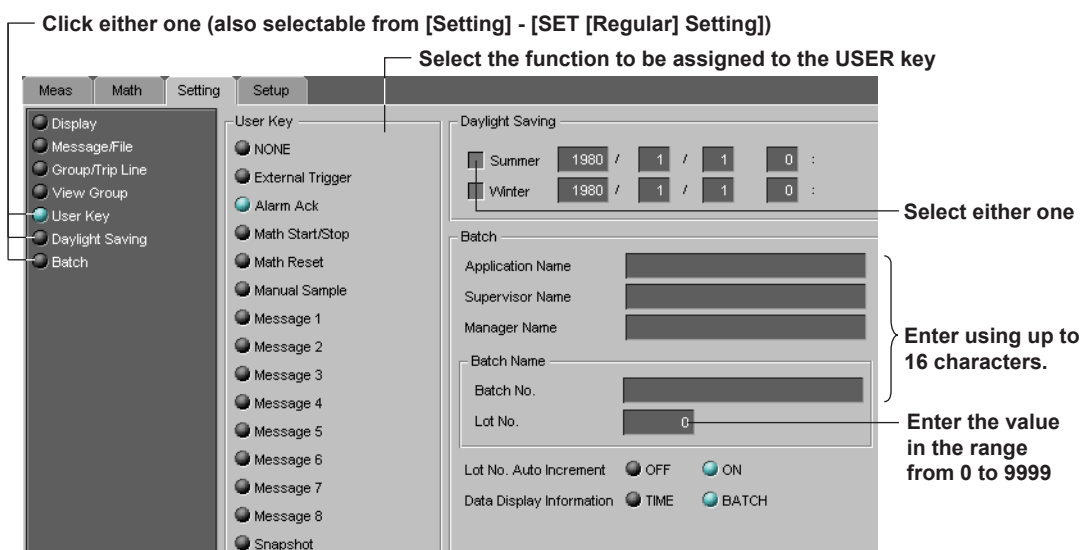 Click either one (also selectable from [Setting] - [SET [Regular] Setting])
Select the function to be assigned to the USER key
Meas Math Setting Setup
Display
Message/File
Group/Trip Line
View Group
User Key
Daylight Saving
Batch
User Key
NONE
External Trigger
Alarm Ack
Math Start/Stop
Math Reset
Manual Sample
Message 1
Message 2
Message 3
Message 4
Message 5
Message 6
Message 7
Message 8
Snapshot
Daylight Saving
Summer 1980 / 1 / 1 0 :
Winter 1980 / 1 / 1 0 :
Select either one
Batch
Application Name
Supervisor Name
Manager Name
Batch Name
Batch No.
Lot No. 0
Enter using up to
16 characters.
Enter the value
in the range
from 0 to 9999
Lot No. Auto Increment OFF ON
Data Display Information TIME BATCH